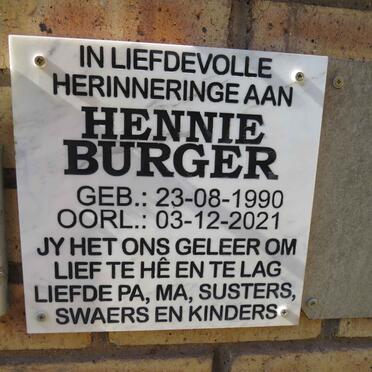 IN LIEFDEVOLLE
HERINNERINGE AAN
HENNIE
BURGER
GEB.: 23-08-1990
OORL.: 03-12-2021
JY HET ONS GELEER OM
LIEF TE HÊ EN TE LAG
LIEFDE PA, MA, SUSTERS,
SWAERS EN KINDERS